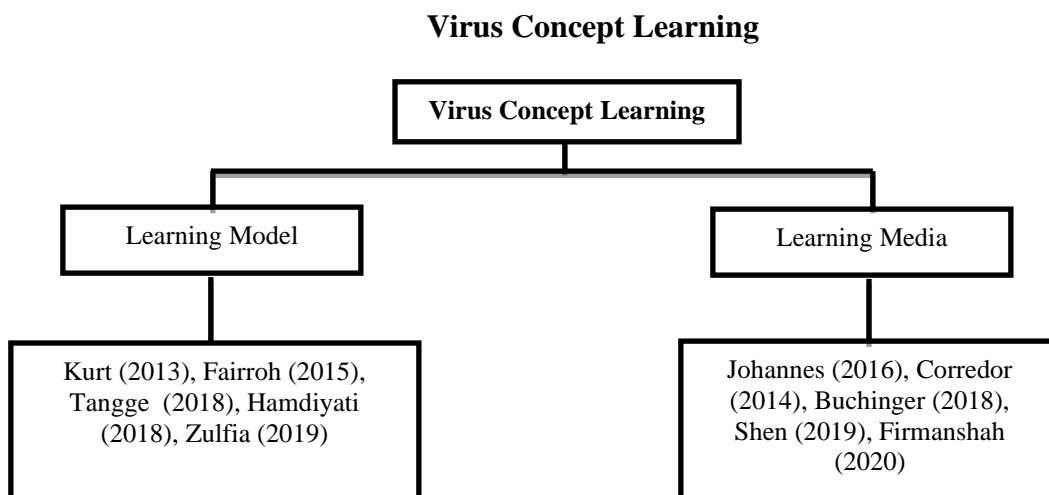 Virus Concept Learning
Virus Concept Learning
Learning Model
Learning Media
Kurt (2013), Fairroh (2015),
Tangge (2018), Hamdiyati
(2018), Zulfia (2019)
Johannes (2016), Corredor
(2014), Buchinger (2018),
Shen (2019), Firmanshah
(2020)